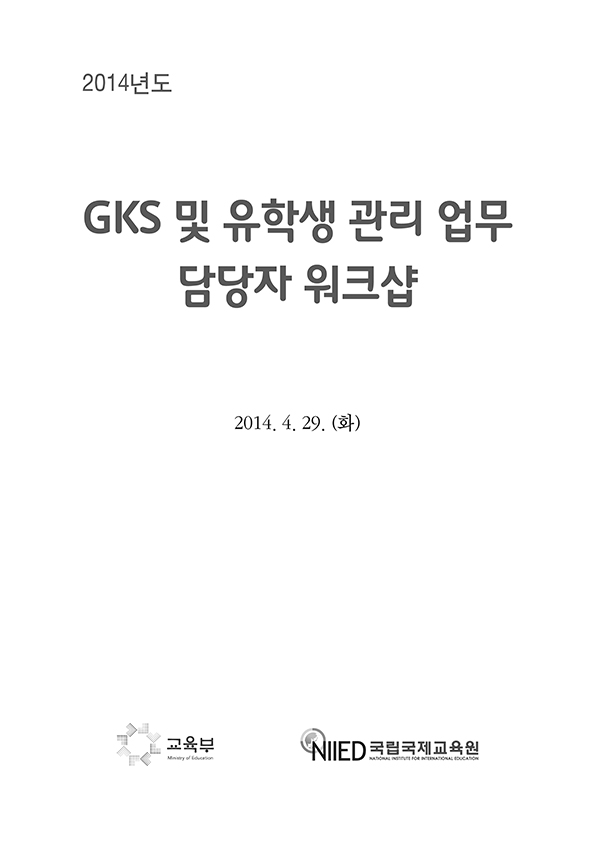 2014년도
GKS 및 유학생 관리 업무
담당자 워크샵
2014. 4. 29. (화)
교육부
Ministry of Education
NIIED 국립국제교육원
NATIONAL INSTITUTE FOR INTERNATIONAL EDUCATION